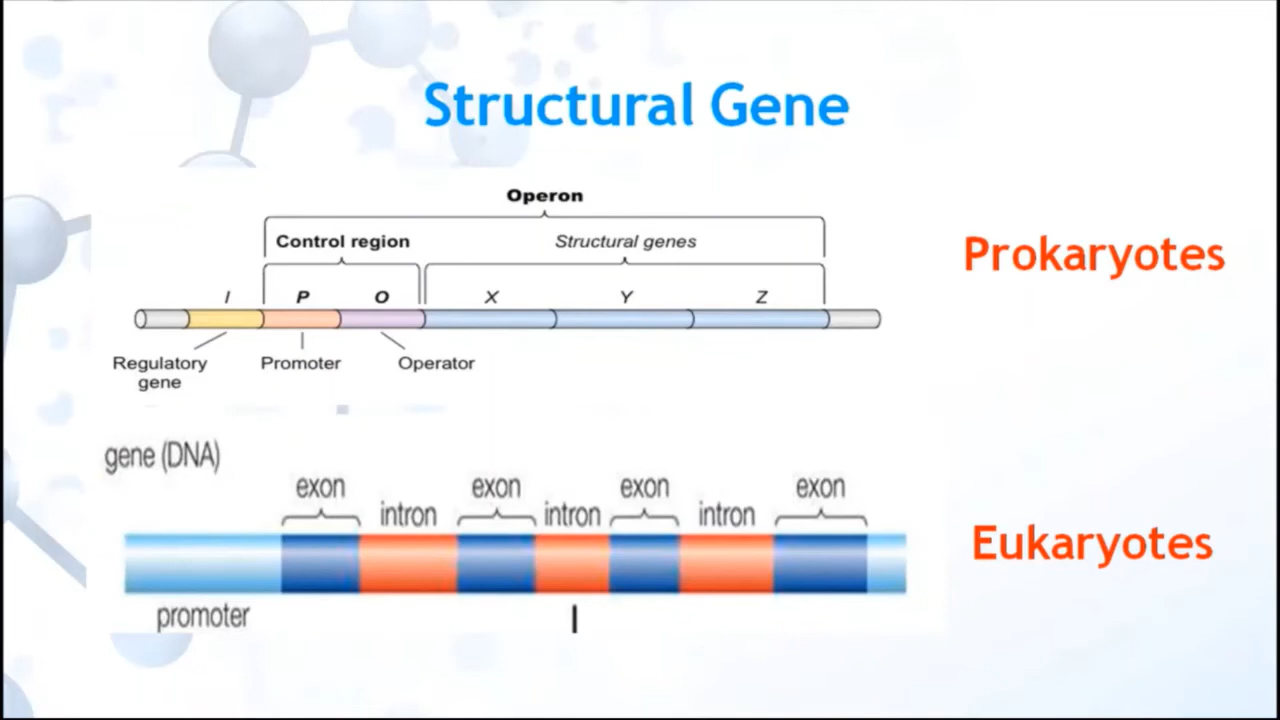 Structural Gene
Operon
Control region
Structural genes
Prokaryotes
I
P
O
X
Y
Z
Regulatory
gene
Promoter
Operator
gene (DNA)
exon
intron
exon
intron
exon
intron
exon
Eukaryotes
promoter